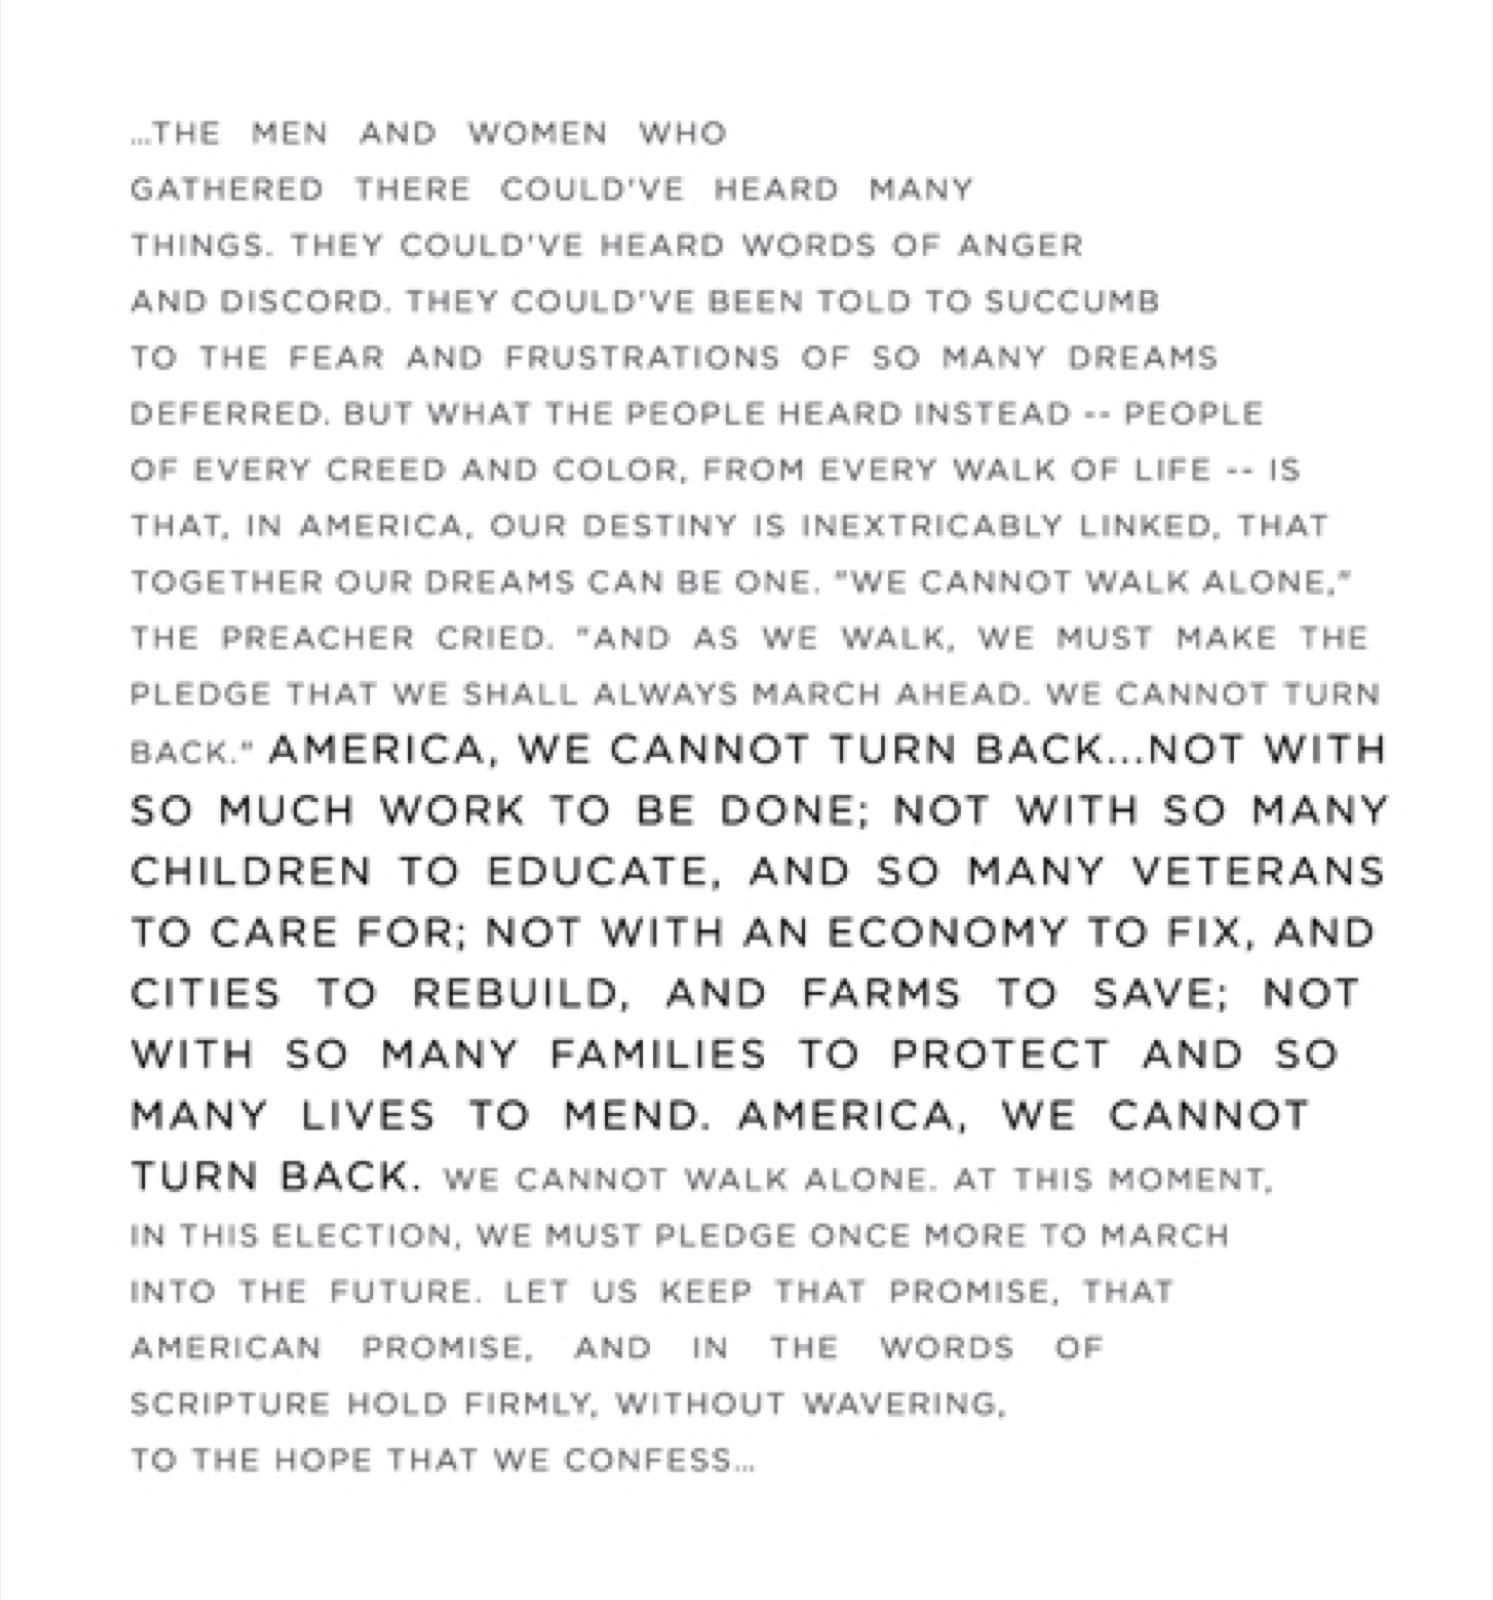 ...THE MEN AND WOMEN WHO
GATHERED THERE COULD'VE HEARD MANY
THINGS. THEY COULD'VE HEARD WORDS OF ANGER
AND DISCORD. THEY COULD'VE BEEN TOLD TO SUCCUMB
TO THE FEAR AND FRUSTRATIONS OF SO MANY DREAMS
DEFERRED. BUT WHAT THE PEOPLE HEARD INSTEAD -- PEOPLE
OF EVERY CREED AND COLOR, FROM EVERY WALK OF LIFE -- IS
THAT, IN AMERICA, OUR DESTINY IS INEXTRICABLY LINKED, THAT
TOGETHER OUR DREAMS CAN BE ONE. "WE CANNOT WALK ALONE,"
THE PREACHER CRIED. "AND AS WE WALK, WE MUST MAKE THE
PLEDGE THAT WE SHALL ALWAYS MARCH AHEAD. WE CANNOT TURN
BACK." AMERICA, WE CANNOT TURN BACK...NOT WITH
SO MUCH WORK TO BE DONE; NOT WITH SO MANY
CHILDREN TO EDUCATE, AND SO MANY VETERANS
TO CARE FOR; NOT WITH AN ECONOMY TO FIX, AND
CITIES TO REBUILD, AND FARMS TO SAVE; NOT
WITH SO MANY FAMILIES TO PROTECT AND SO
MANY LIVES TO MEND. AMERICA, WE CANNOT
TURN BACK. WE CANNOT WALK ALONE. AT THIS MOMENT,
IN THIS ELECTION, WE MUST PLEDGE ONCE MORE TO MARCH
INTO THE FUTURE. LET US KEEP THAT PROMISE, THAT
AMERICAN PROMISE, AND IN THE WORDS OF
SCRIPTURE HOLD FIRMLY, WITHOUT WAVERING,
TO THE HOPE THAT WE CONFESS...